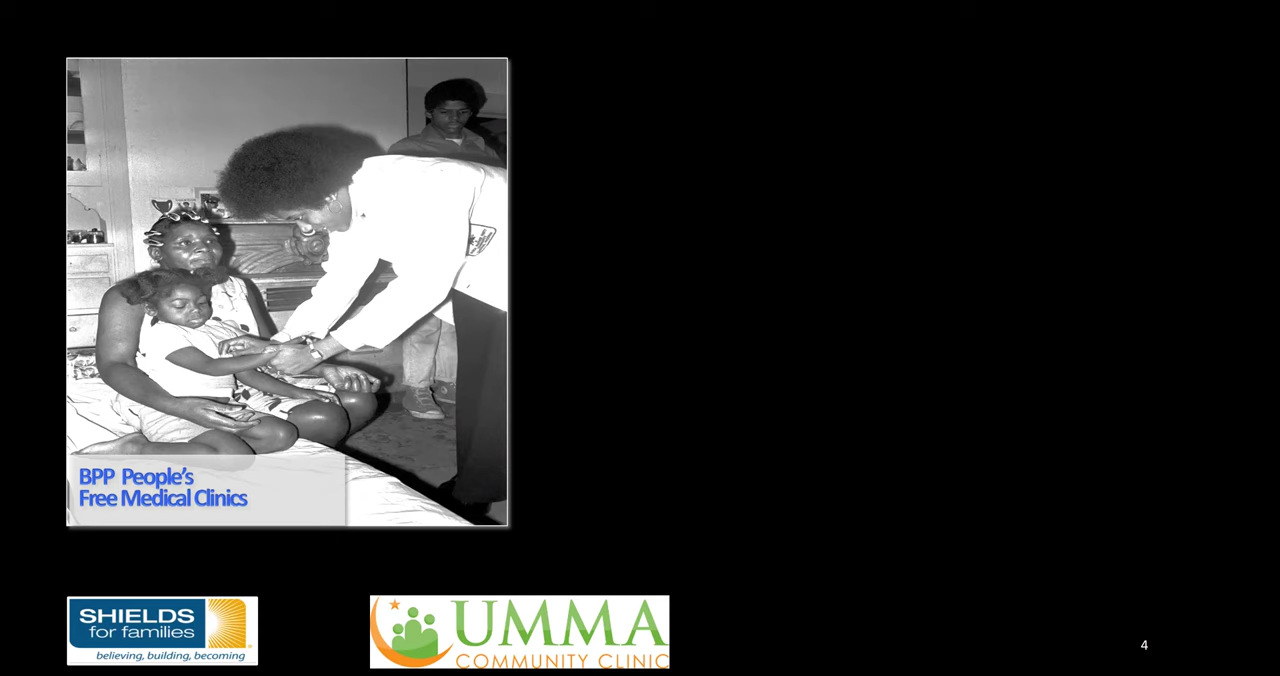 BPP People's
Free Medical Clinics
SHIELDS
for families
believing, building, becoming
UMMA
COMMUNITY CLINIC
4